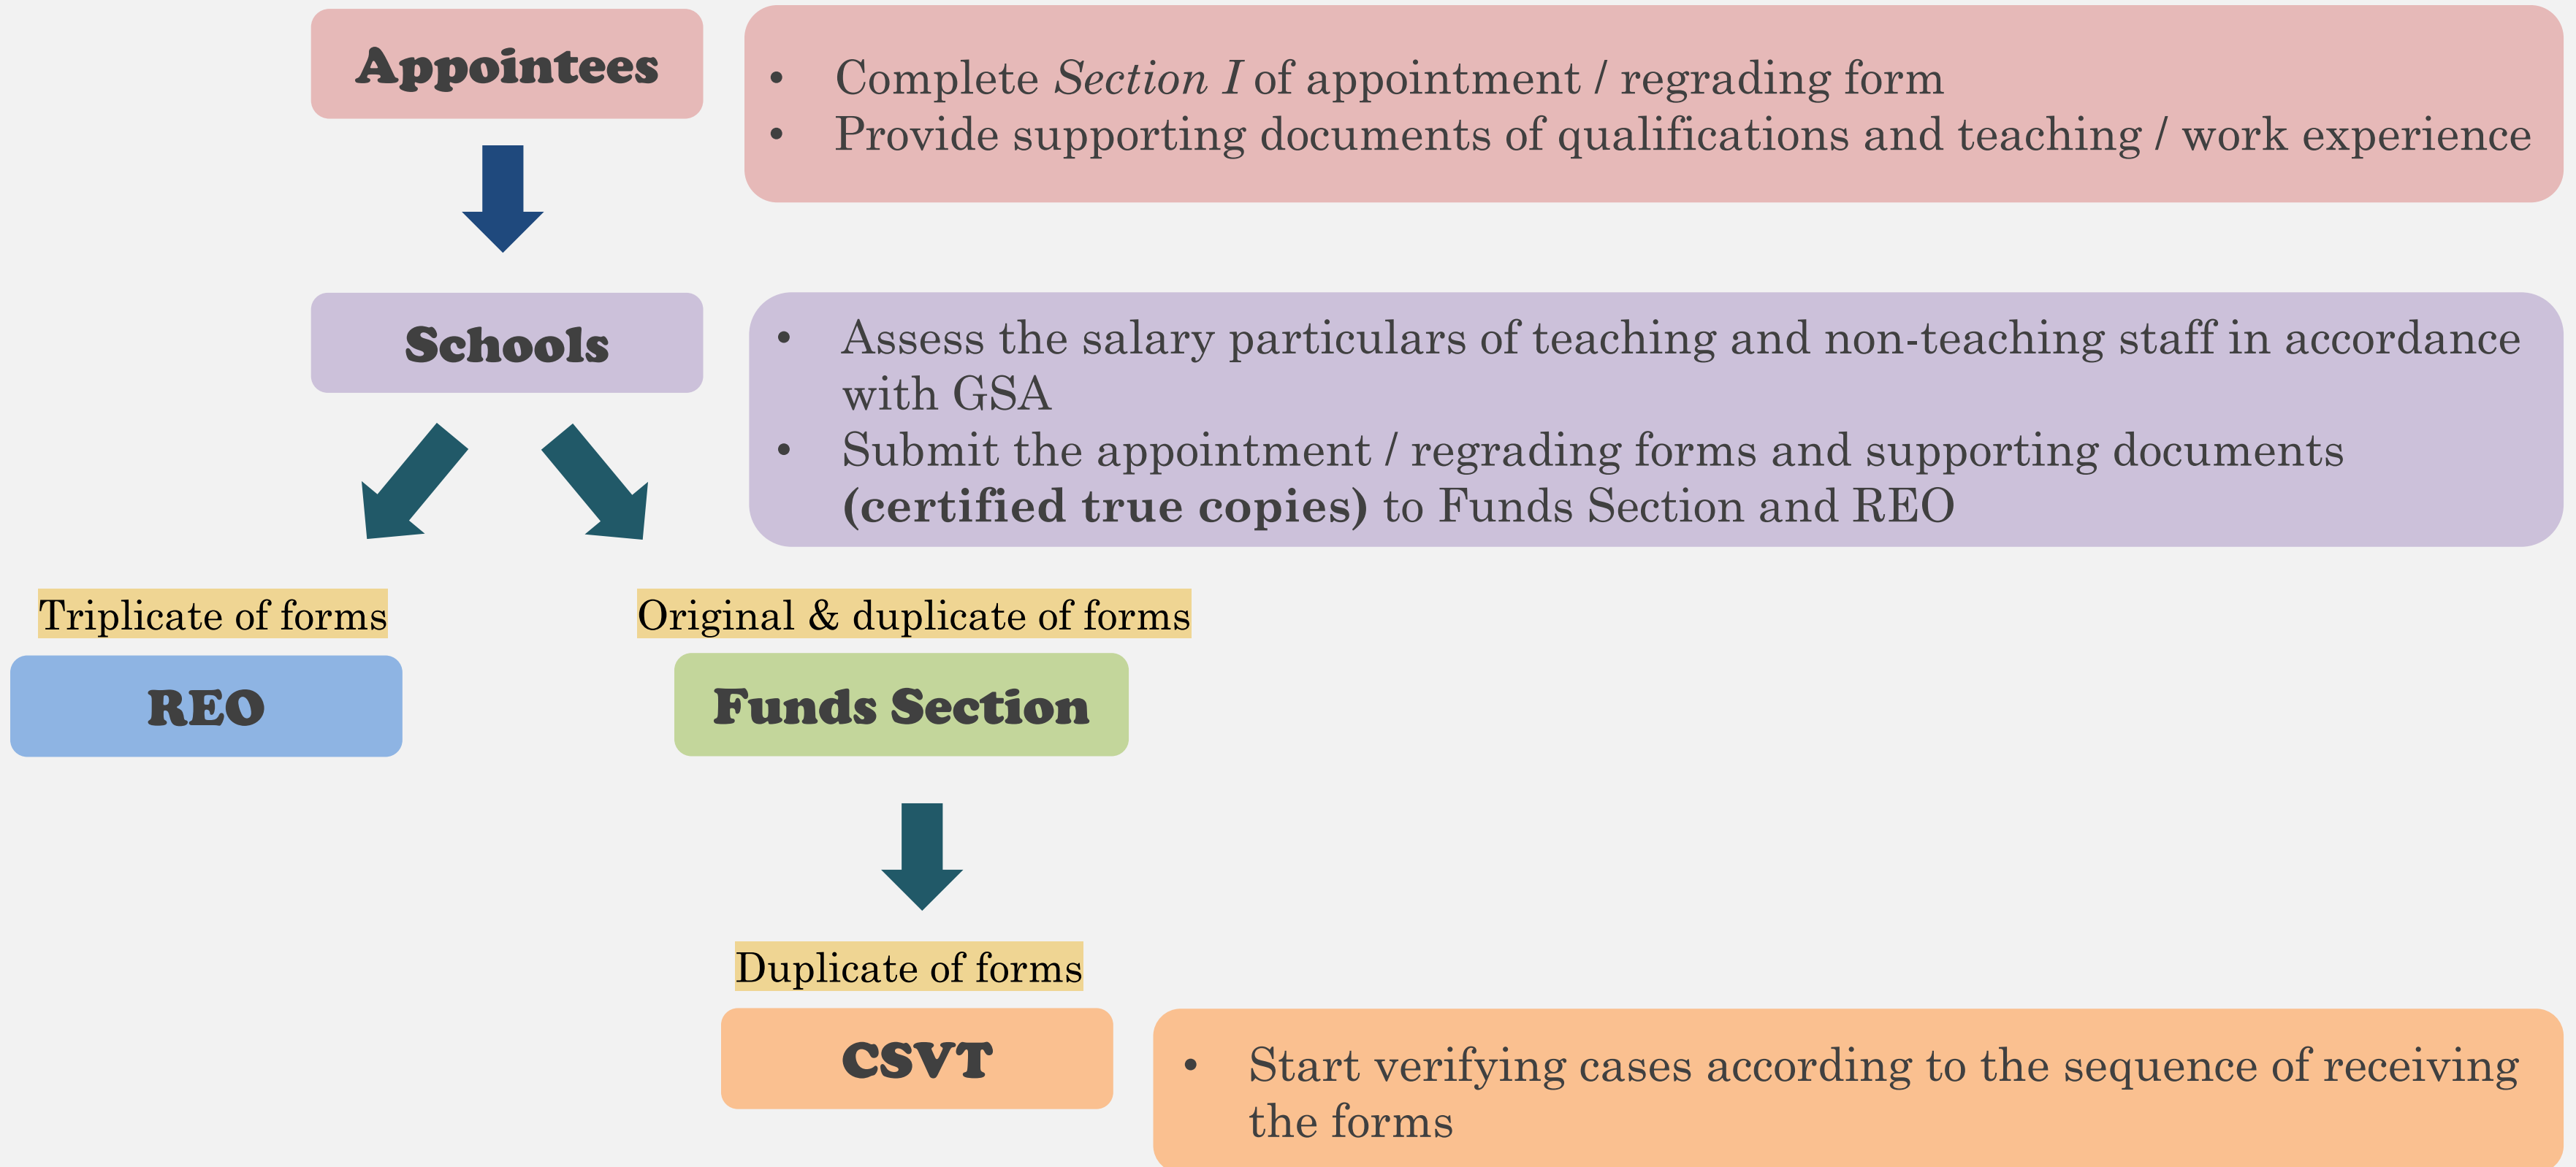 Appointees
• Complete Section I of appointment / regrading form
• Provide supporting documents of qualifications and teaching / work experience
Schools
• Assess the salary particulars of teaching and non-teaching staff in accordance
with GSA
• Submit the appointment / regrading forms and supporting documents
(certified true copies) to Funds Section and REO
Triplicate of forms
Original & duplicate of forms
REO
Funds Section
Duplicate of forms
CSVT
• Start verifying cases according to the sequence of receiving
the forms